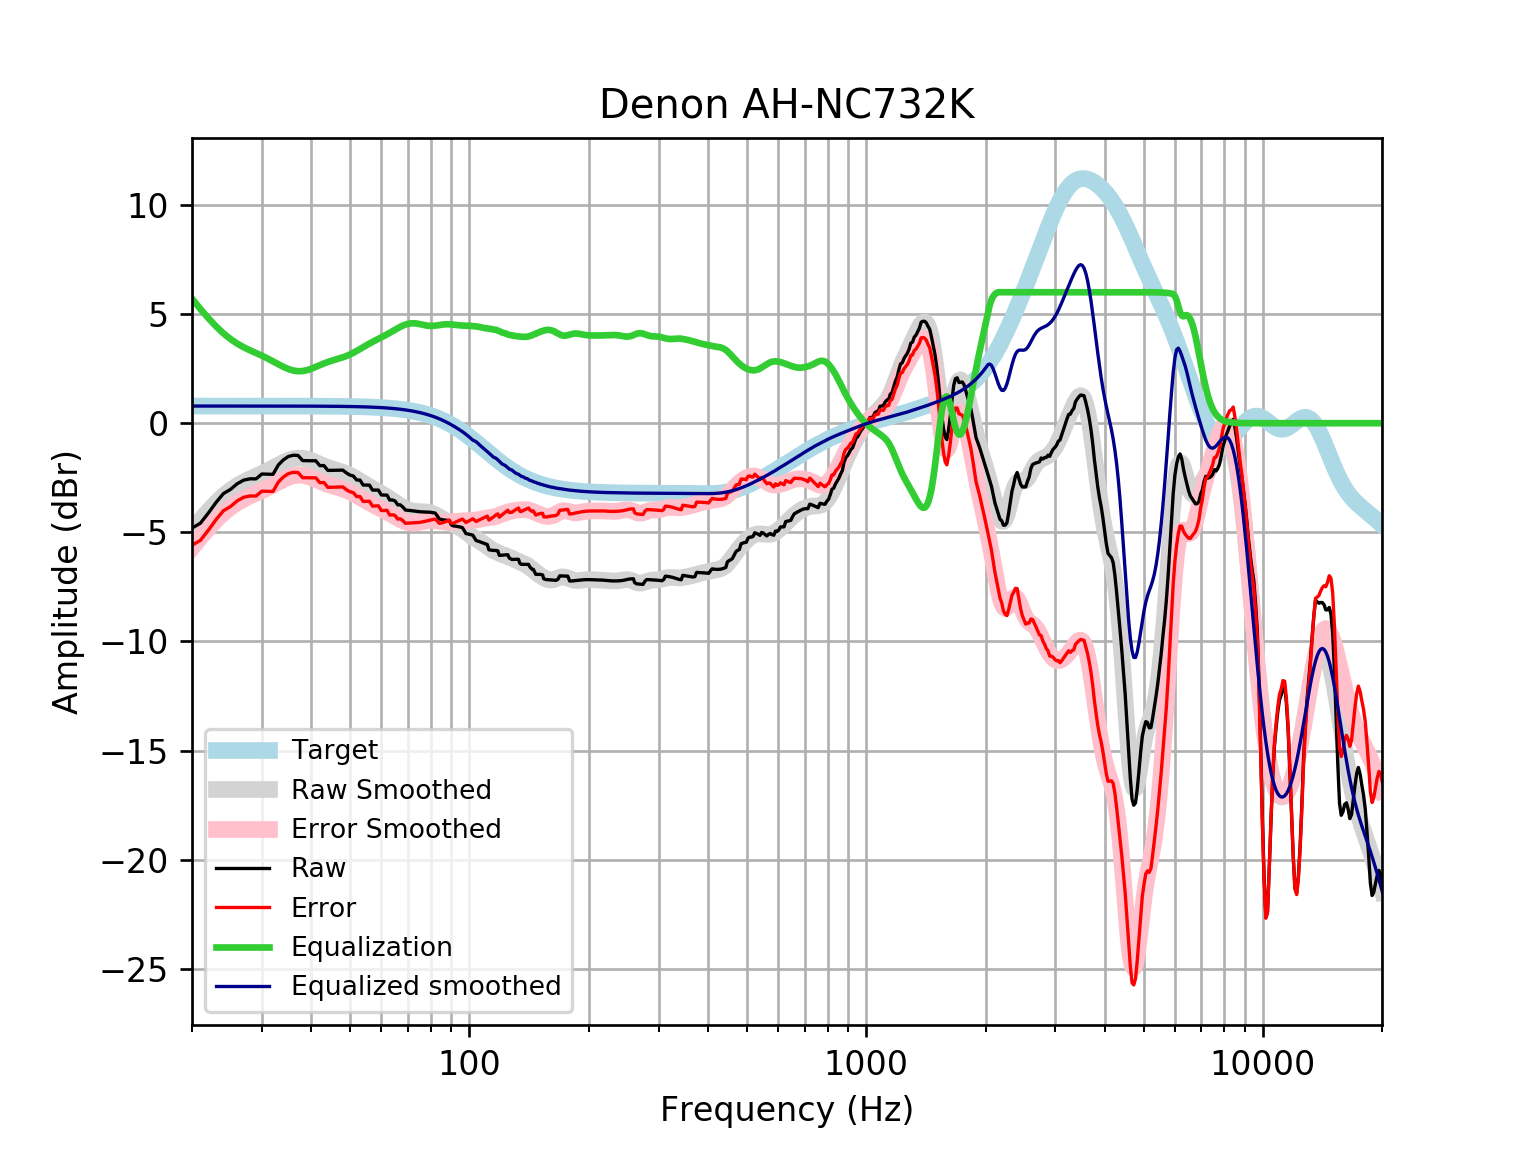 Denon AH-NC732K
10
5
0
−5
−10
−15
−20
−25
Amplitude (dBr)
Target
Raw Smoothed
Error Smoothed
Raw
Error
Equalization
Equalized smoothed
100
1000
10000
Frequency (Hz)